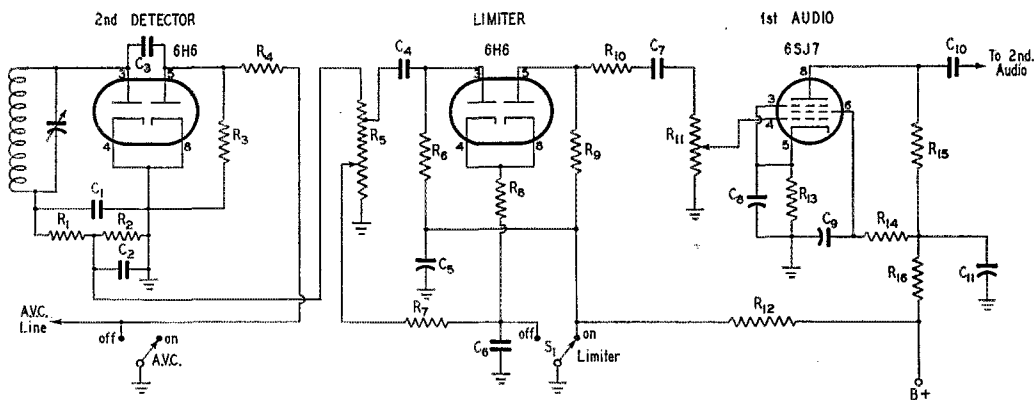 2nd DETECTOR
LIMITER
1st AUDIO
C3
6H6
6H6
6SJ7
3
5
4
8
R4
R3
C1
R1
R2
C2
A.V.C.
Line
off
on
A.V.C.
C4
R5
3
5
4
8
R6
R8
R9
C5
R7
C6
off
S1
on
Limiter
R10
C7
R11
8
3
4
6
5
C8
R13
C9
R14
R15
C10
To 2nd.
Audio
R16
C11
R12
B+